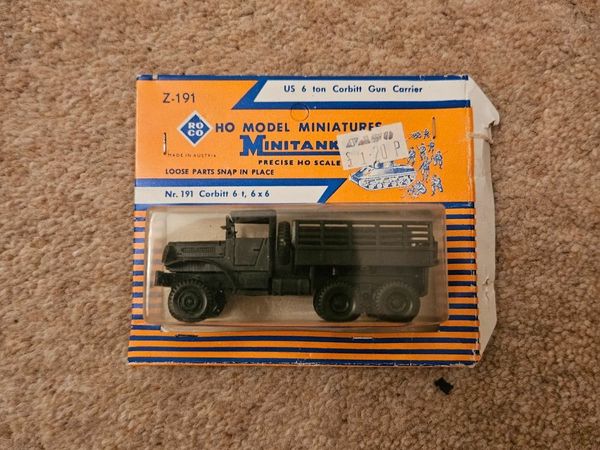 US 6 ton Corbitt Gun Carrier
Z-191
ROCO
HO MODEL MINIATURES
MINITANK
MADE IN AUSTRIA
PRECISE HO SCALE
LOOSE PARTS SNAP IN PLACE
Nr. 191 Corbitt 6 t, 6 x 6